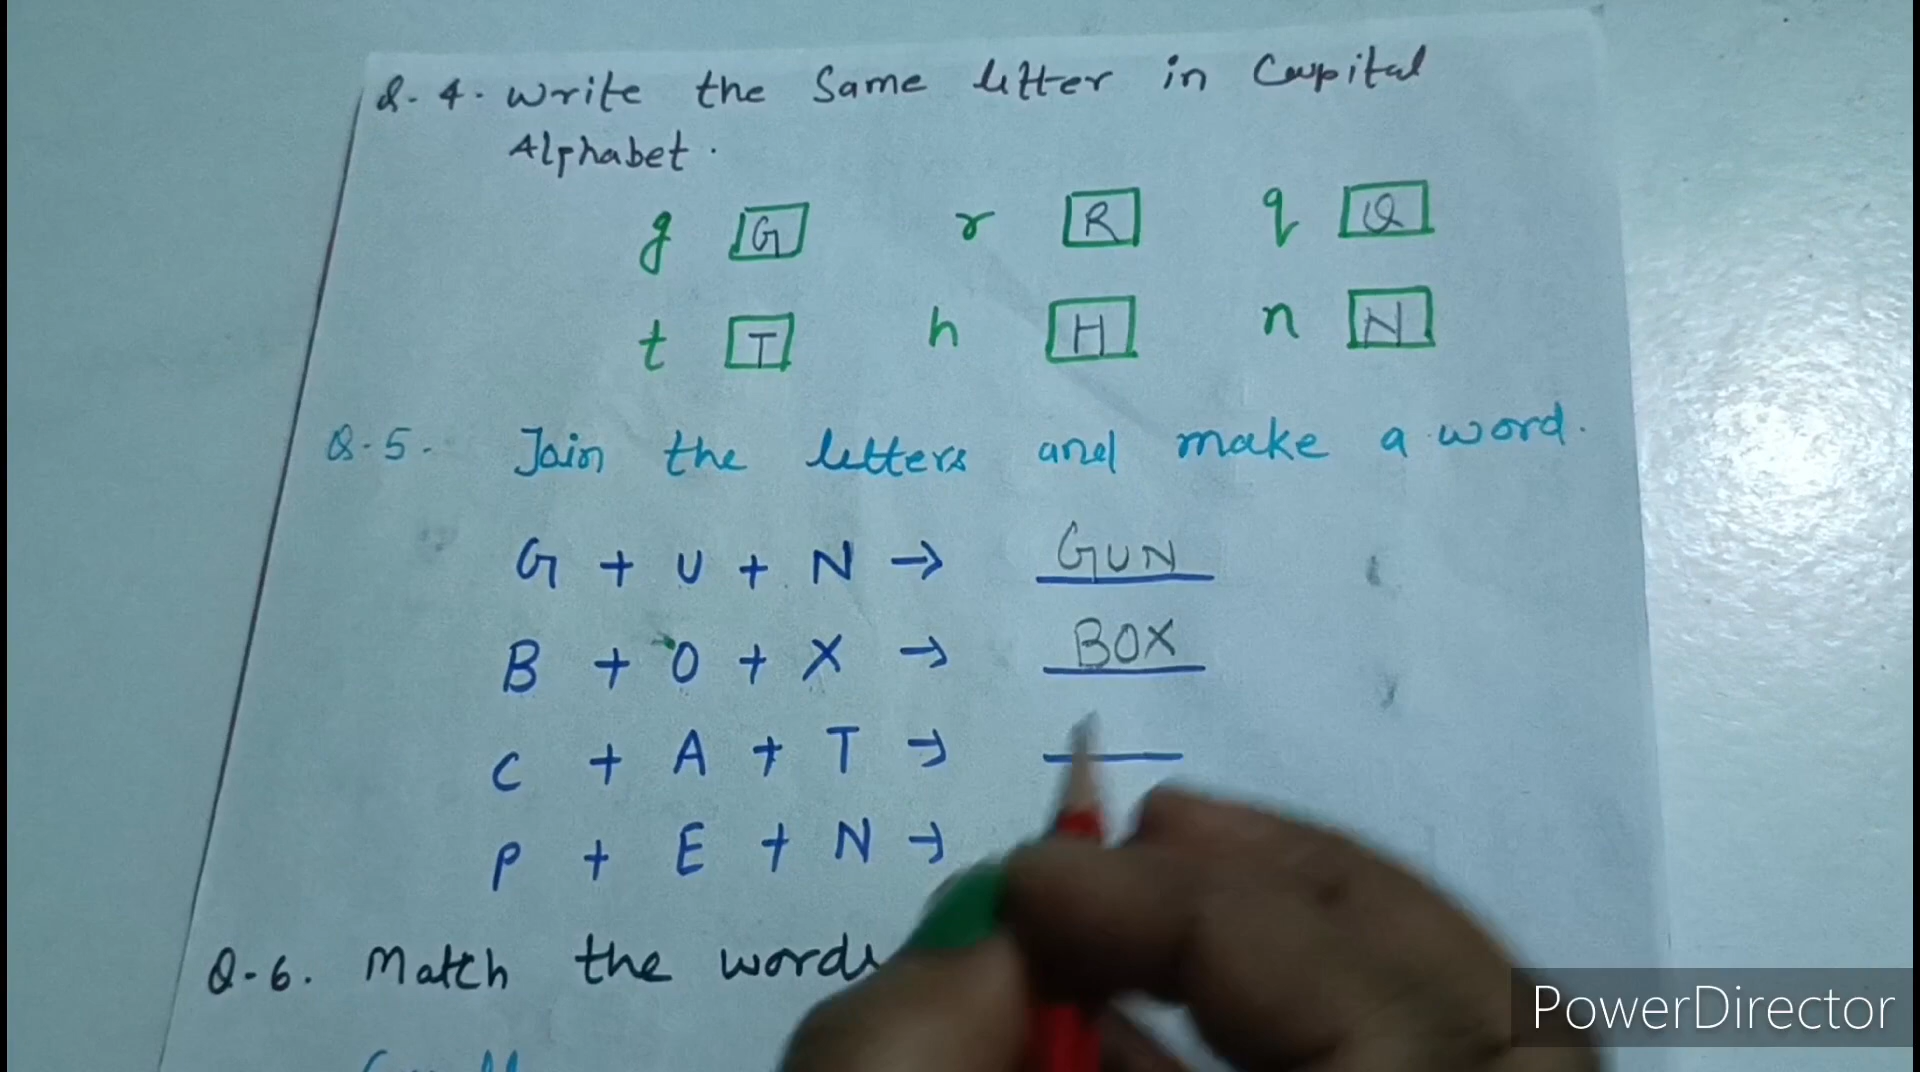 Q. 4. Write the Same letter in Capital
Alphabet.
g G r R q Q
t T h H n N
Q. 5. Join the letters and make a word.
G + U + N → GUN
B + O + X → BOX
C + A + T →
P + E + N →
Q-6. Match the words
PowerDirector